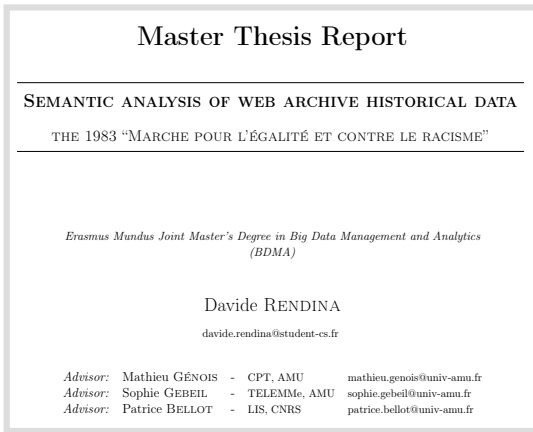 Master Thesis Report
SEMANTIC ANALYSIS OF WEB ARCHIVE HISTORICAL DATA
THE 1983 “MARCHE POUR L'ÉGALITÉ ET CONTRE LE RACISME”
Erasmus Mundus Joint Master's Degree in Big Data Management and Analytics
(BDMA)
Davide RENDINA
davide.rendina@student-cs.fr
Advisor: Mathieu GÉNOIS - CPT, AMU mathieu.genois@univ-amu.fr
Advisor: Sophie GEBEIL - TELEMMe, AMU sophie.gebeil@univ-amu.fr
Advisor: Patrice BELLOT - LIS, CNRS patrice.bellot@univ-amu.fr